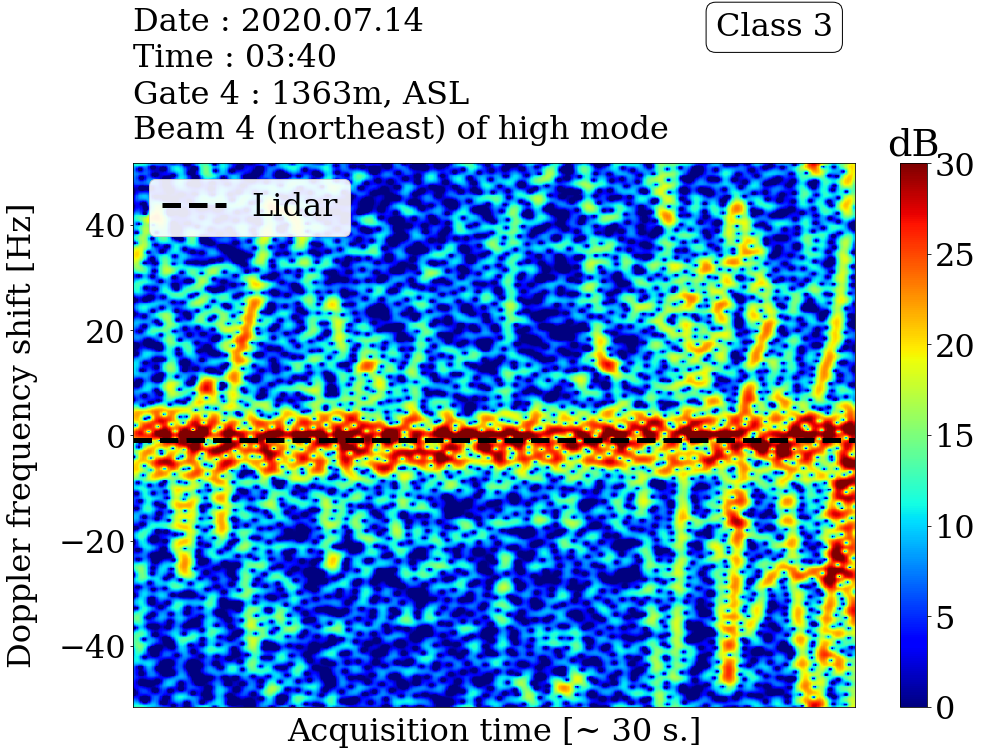 Date : 2020.07.14
Time : 03:40
Gate 4 : 1363m, ASL
Beam 4 (northeast) of high mode
Class 3
dB
Lidar
Doppler frequency shift [Hz]
40
20
0
−20
−40
30
25
20
15
10
5
0
Acquisition time [~ 30 s.]